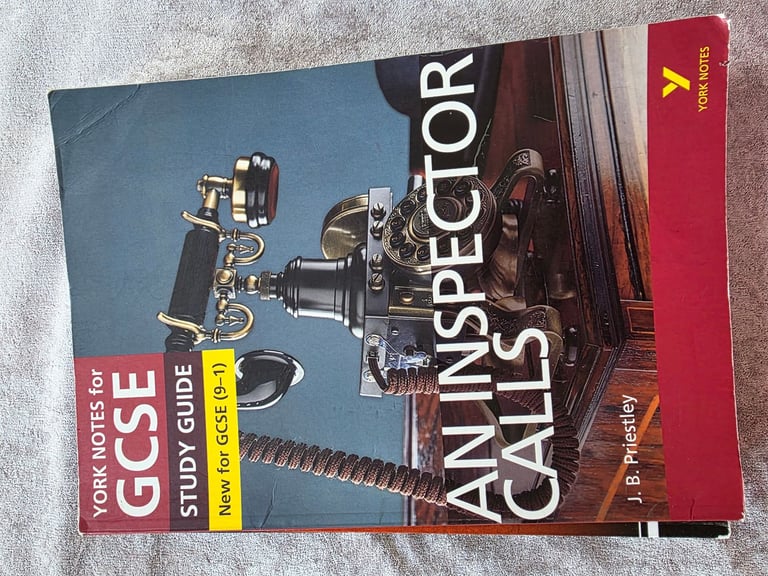 YORK NOTES for
GCSE
STUDY GUIDE
New for GCSE (9–1)
AN INSPECTOR
CALLS
J. B. Priestley
YORK NOTES